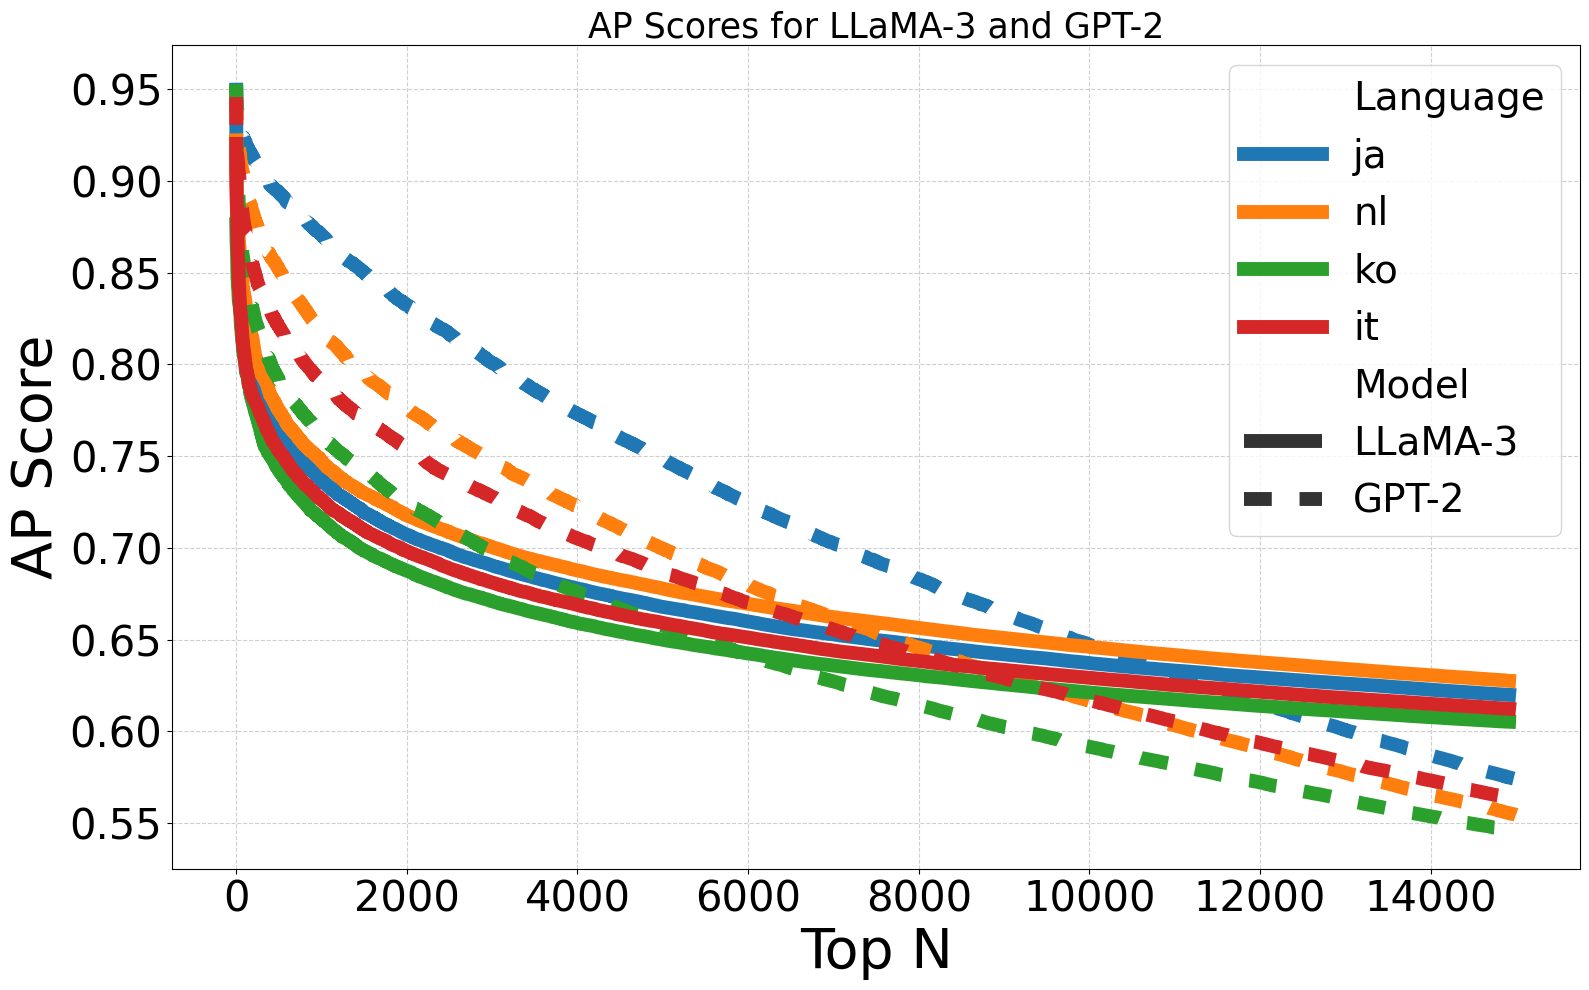 AP Scores for LLaMA-3 and GPT-2
AP Score
0.95
0.90
0.85
0.80
0.75
0.70
0.65
0.60
0.55
Language
ja
nl
ko
it
Model
LLaMA-3
GPT-2
0
2000
4000
6000
8000
10000
12000
14000
Top N